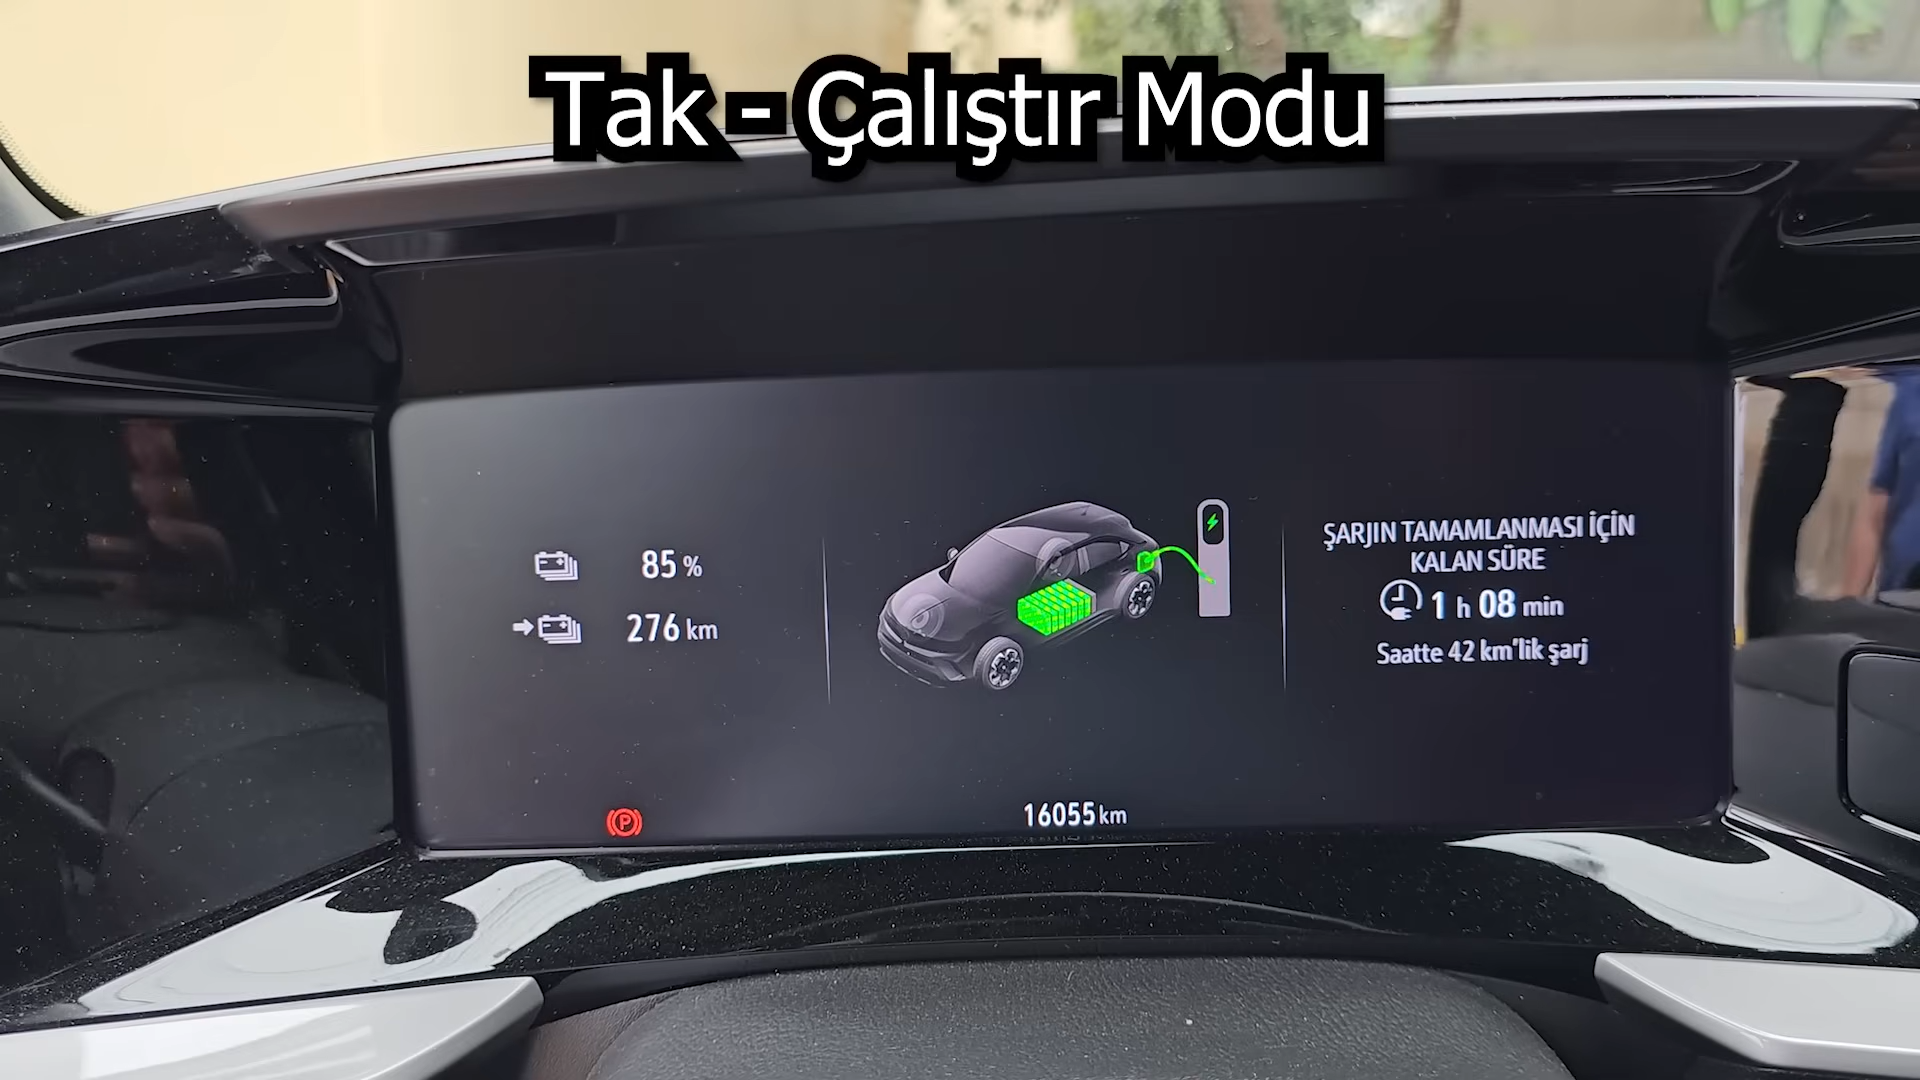 Tak - Çalıştır Modu
85 %
276 km
ŞARJIN TAMAMLANMASI İÇİN
KALAN SÜRE
1 h 08 min
Saatte 42 km'lik şarj
P
16055 km